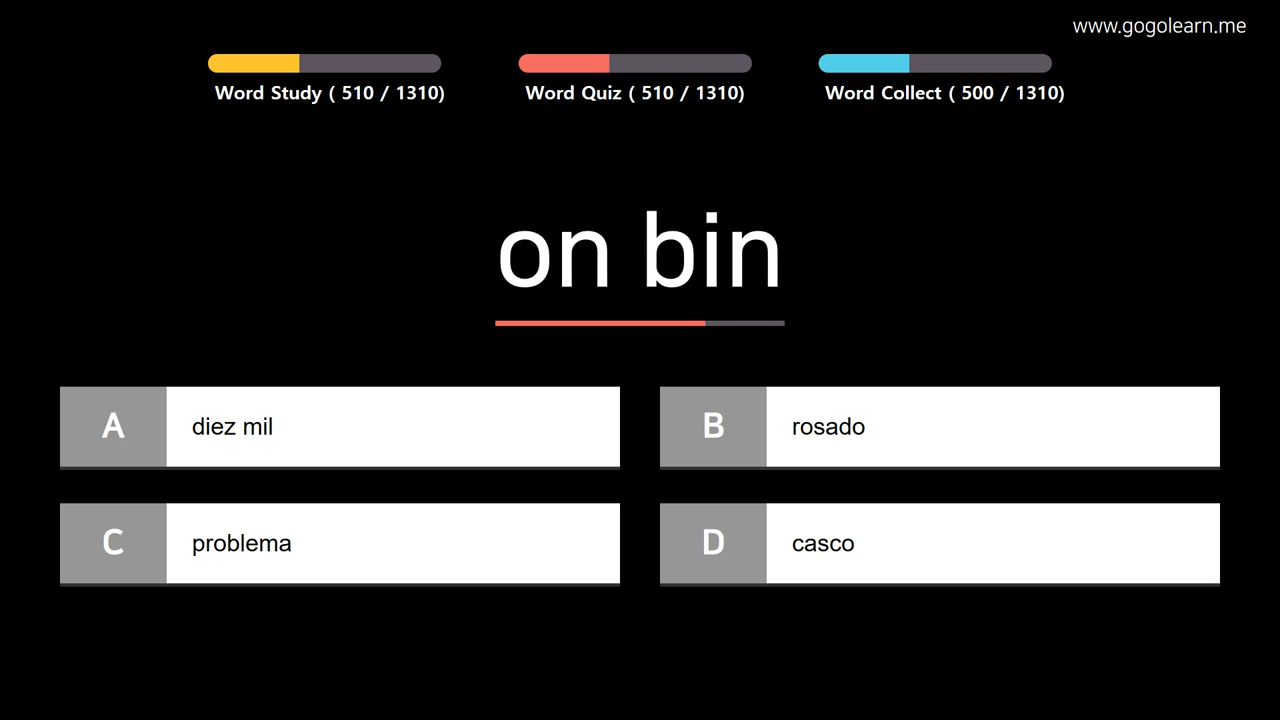 www.gogolearn.me
Word Study ( 510 / 1310)
Word Quiz ( 510 / 1310)
Word Collect ( 500 / 1310)
on bin
A diez mil
B rosado
C problema
D casco